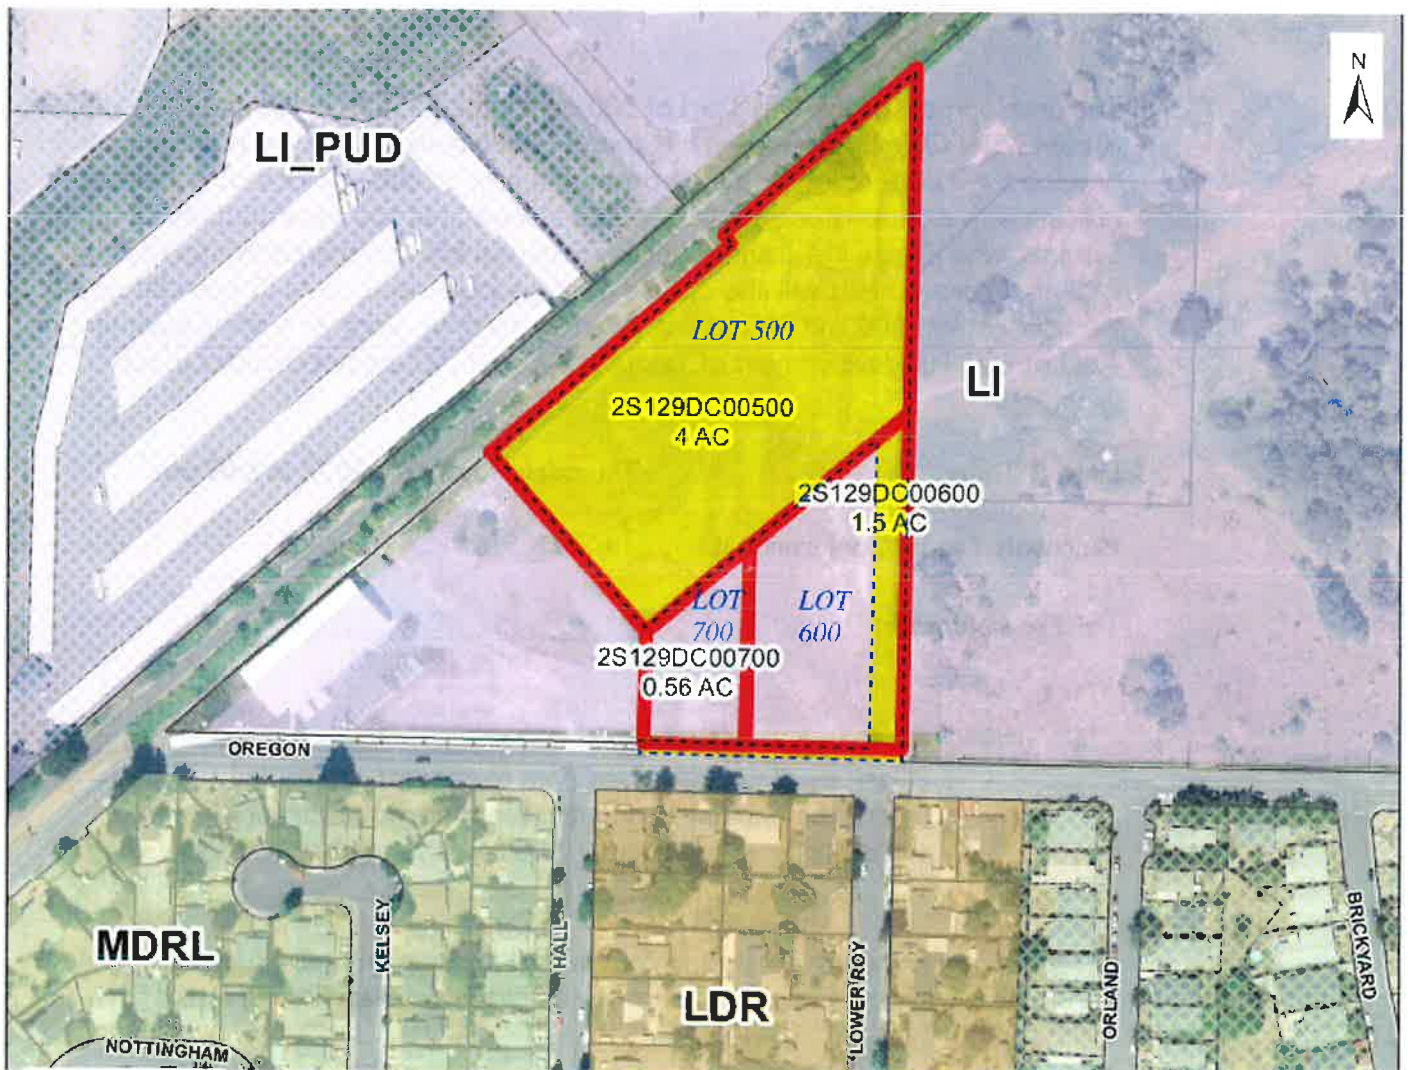 N
LI_PUD
LOT 500
LI
2S129DC00500
4 AC
2S129DC00600
1.5 AC
LOT
700
LOT
600
2S129DC00700
0.56 AC
OREGON
KELSEY
HALL
LOWER ROY
ORLAND
BRICKYARD
MDRL
LDR
NOTTINGHAM